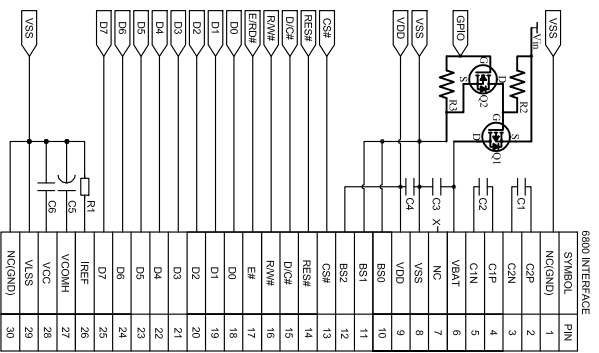 6800 INTERFACE
SYMBOL PIN
VSS
NC(GND) 1
Vin
C2P 2
C1
C2N 3
R2
D
S
G
Q1
D
G
S
Q2
R3
GPIO
C1P 4
C2
C1N 5
VBAT 6
X
NC 7
C3
VSS
VSS 8
C4
VDD
VDD 9
BS0 10
BS1 11
BS2 12
CS#
CS# 13
RES#
RES# 14
D/C#
D/C# 15
R/W#
R/W# 16
E/RD#
E# 17
D0
D0 18
D1
D1 19
D2
D2 20
D3
D3 21
D4
D4 22
D5
D5 23
D6
D6 24
D7
D7 25
R1
IREF 26
C5
VCOMH 27
C6
VCC 28
VSS
VLSS 29
NC(GND) 30